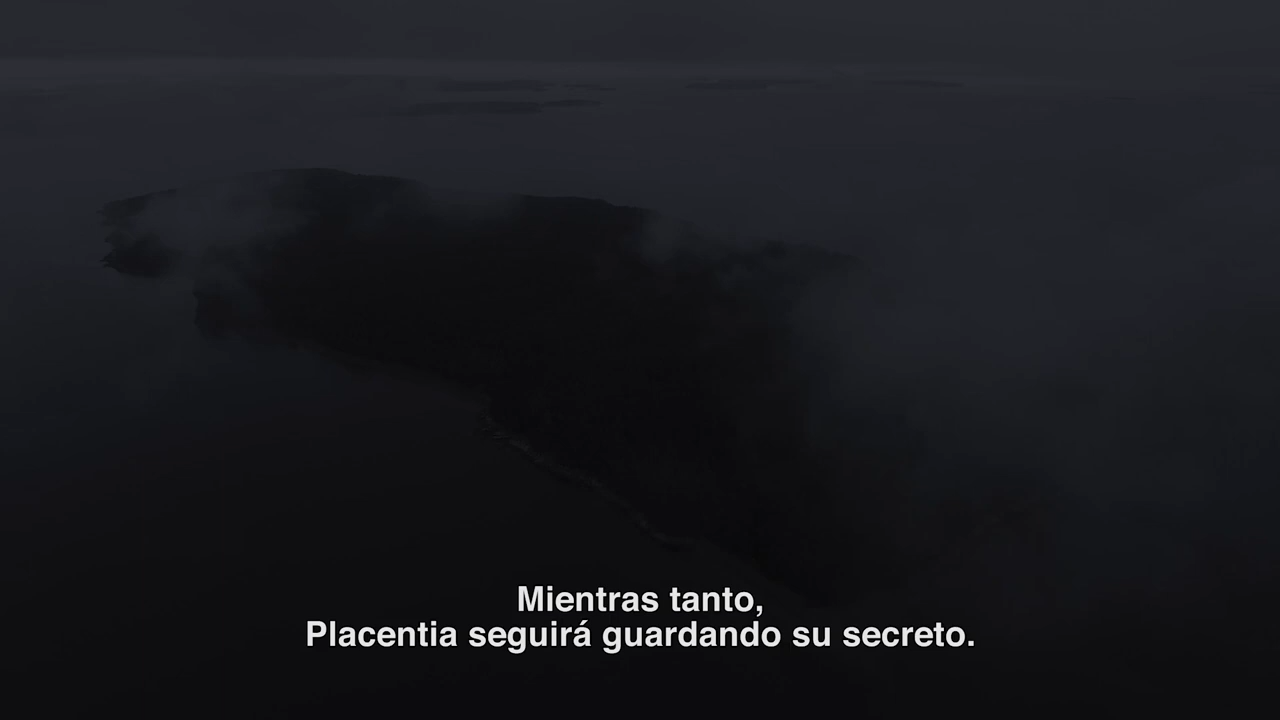 Mientras tanto,
Placentia seguirá guardando su secreto.